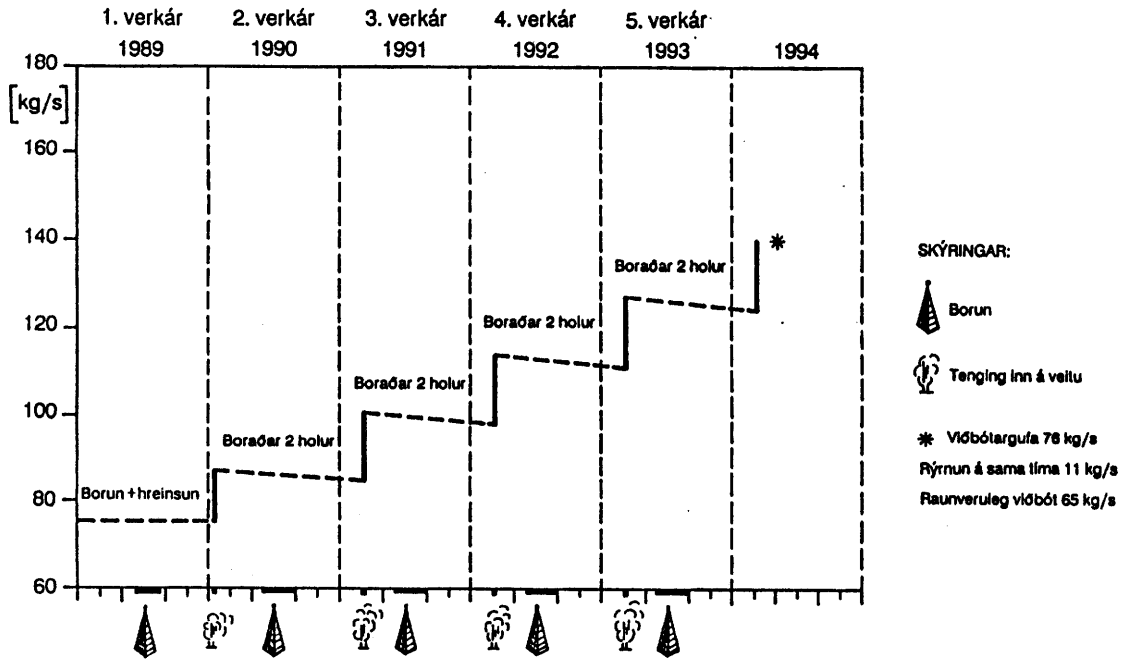 1. verkár 2. verkár 3. verkár 4. verkár 5. verkár
1989 1990 1991 1992 1993 1994
180
[kg/s]
160
140
120
100
80
60
Boraðar 2 holur
Boraðar 2 holur
Boraðar 2 holur
Boraðar 2 holur
Borun + hreinsun
SKÝRINGAR:
Borun
Tenging inn á veitu
* Viðbótargufa 76 kg/s
Rýrnun á sama tíma 11 kg/s
Raunveruleg viðbót 65 kg/s